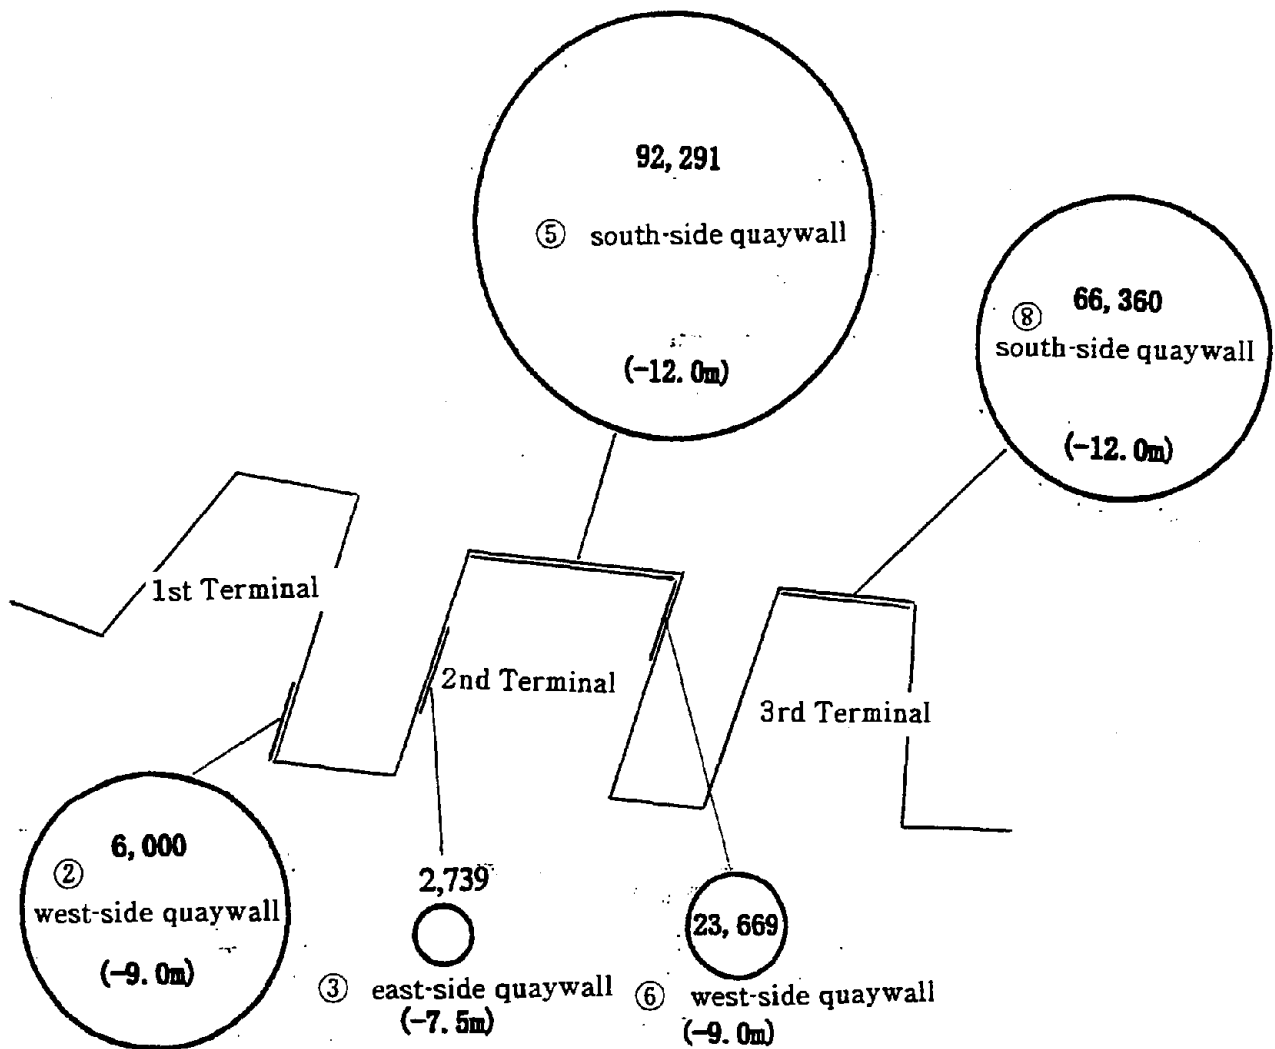 92, 291
⑤ south-side quaywall
(-12. 0m)
⑧ 66, 360
south-side quaywall
(-12. 0m)
1st Terminal
2nd Terminal
3rd Terminal
6, 000
②
west-side quaywall
(-9. 0m)
2,739
③ east-side quaywall
(-7. 5m)
23, 669
⑥ west-side quaywall
(-9. 0m)